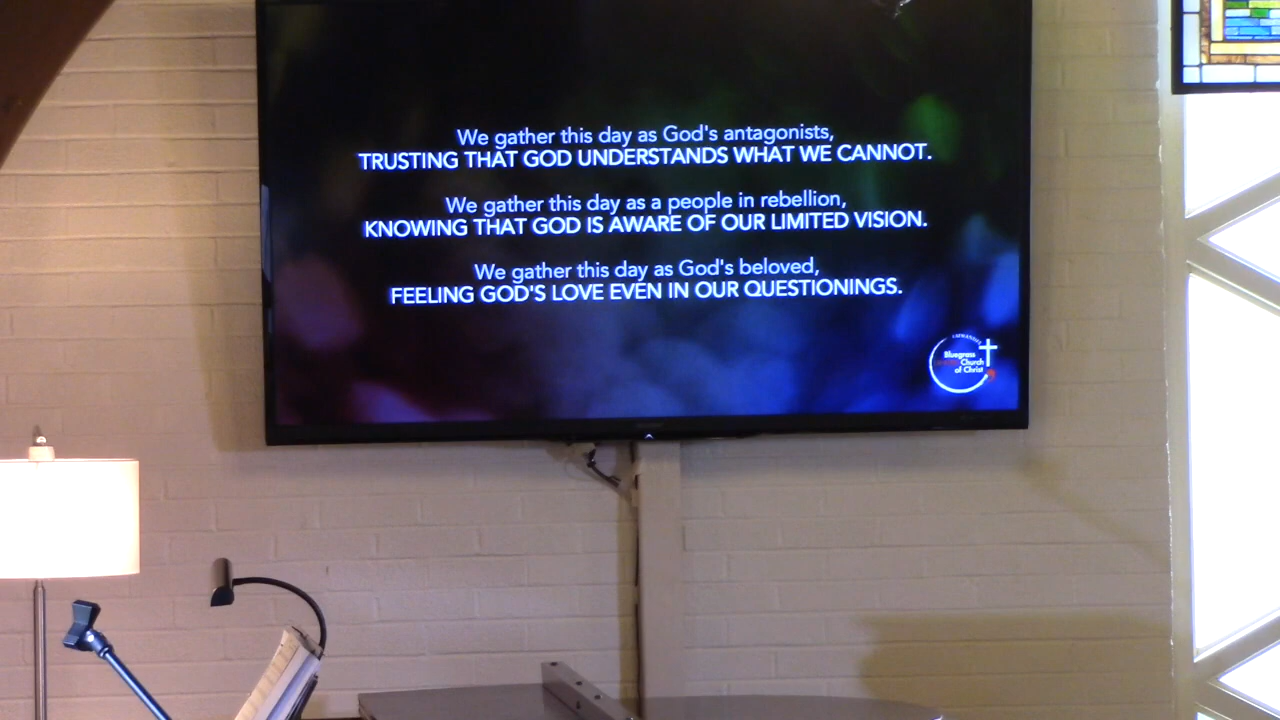 We gather this day as God's antagonists,
TRUSTING THAT GOD UNDERSTANDS WHAT WE CANNOT.
We gather this day as a people in rebellion,
KNOWING THAT GOD IS AWARE OF OUR LIMITED VISION.
We gather this day as God's beloved,
FEELING GOD'S LOVE EVEN IN OUR QUESTIONINGS.
Bluegrass
Church
of Christ